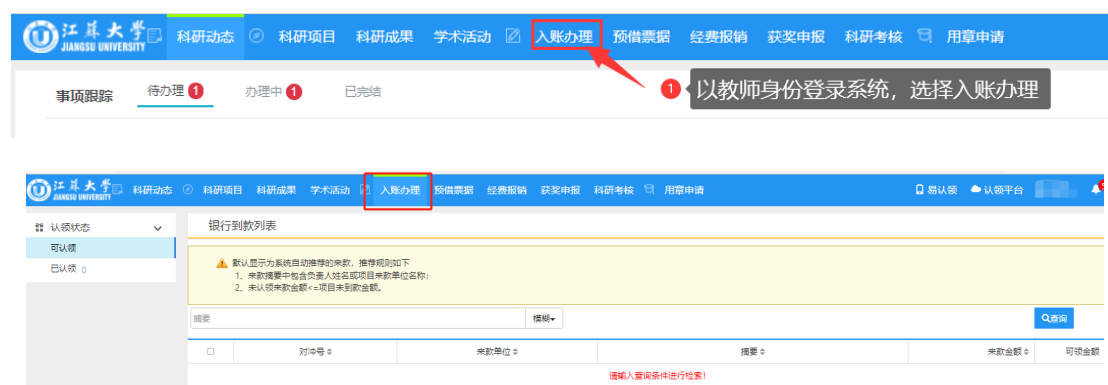 江苏大学 JIANGSU UNIVERSITY 科研动态 科研项目 科研成果 学术活动 入账办理 预借票据 经费报销 获奖申报 科研考核 用章申请
事项跟踪 待办理 1 办理中 1 已完结
1 以教师身份登录系统，选择入账办理
江苏大学 JIANGSU UNIVERSITY 科研动态 科研项目 科研成果 学术活动 入账办理 预借票据 经费报销 获奖申报 科研考核 用章申请 易认领 认领平台
认领状态 银行到款列表
可认领
已认领 0
默认显示为系统自动推荐的来款，推荐规则如下
1、来款摘要中包含负责人姓名或项目来款单位名称;
2、未认领来款金额<=项目未到款金额。
摘要 模糊 查询
对冲号 来款单位 摘要 来款金额 可领金额
请输入查询条件进行检索!